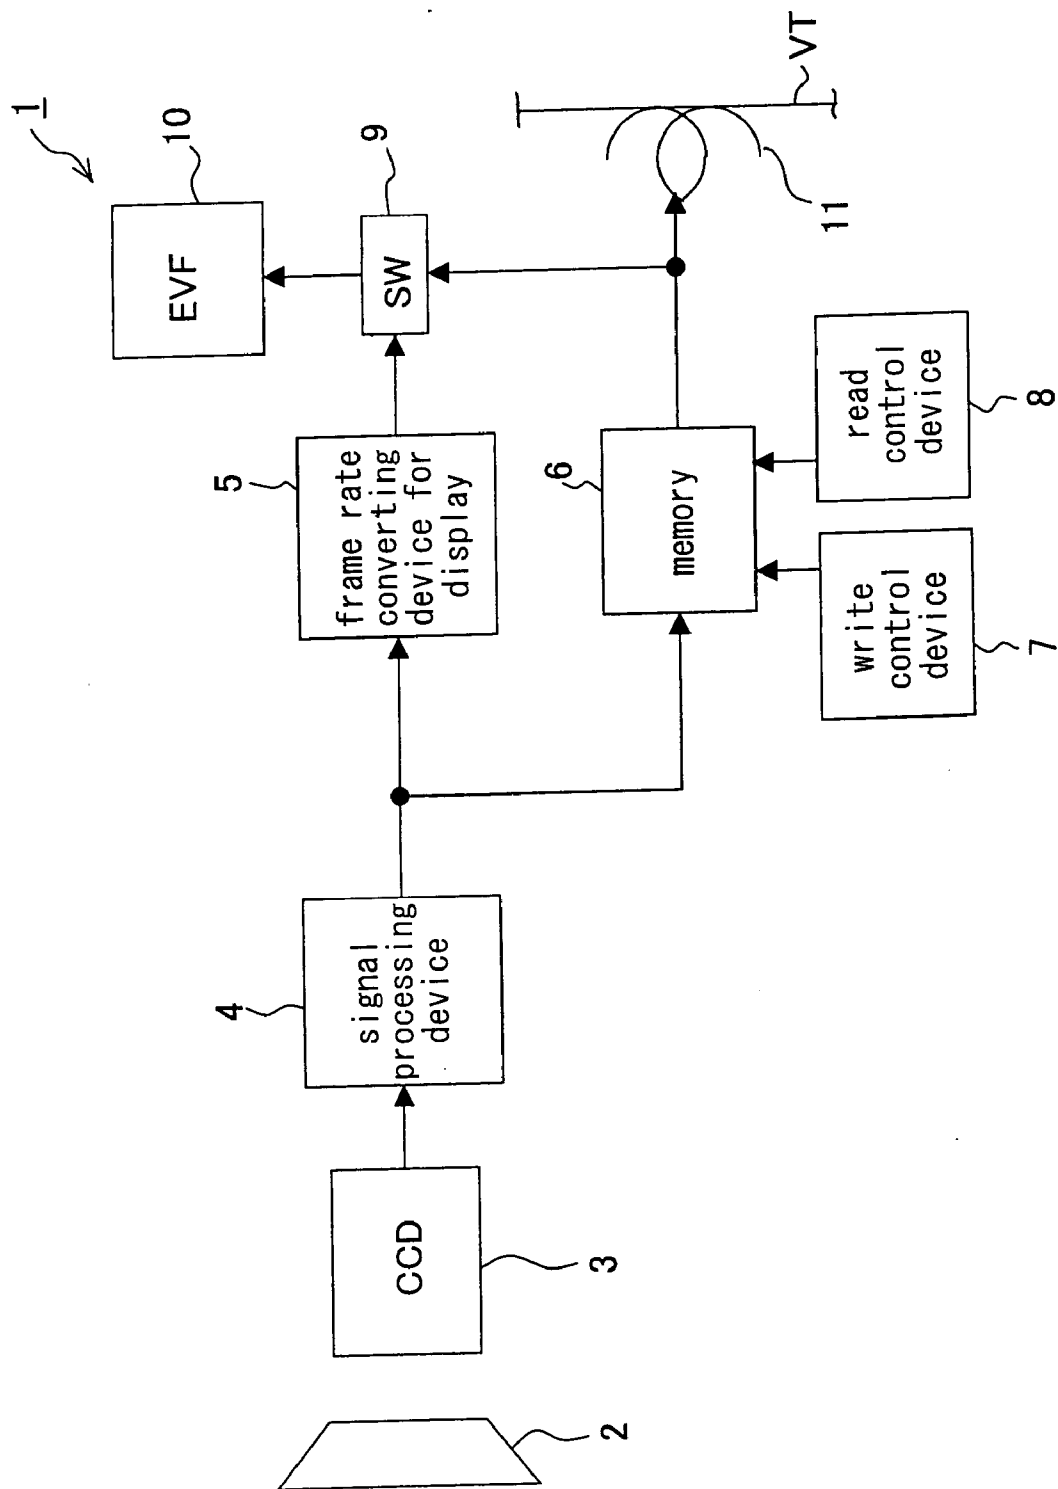 1
10
EVF
9
SW
VT
11
5
frame rate
converting
device for
display
6
memory
read
control
device
8
write
control
device
7
4
signal
processing
device
CCD
3
2